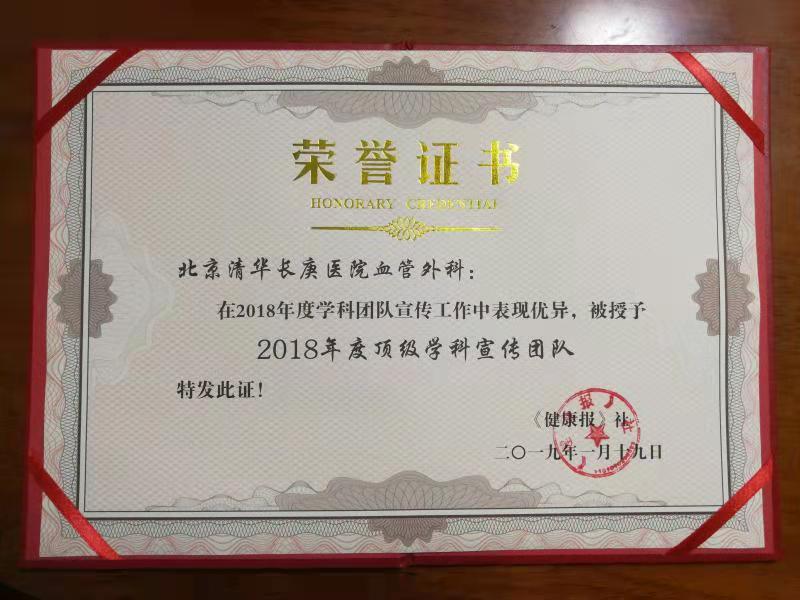 荣誉证书
HONORARY CREDENTIAL
北京清华长庚医院血管外科：
在2018年度学科团队宣传工作中表现优异，被授予
2018年度顶级学科宣传团队
特发此证！
《健康报》社
二〇一九年一月十九日